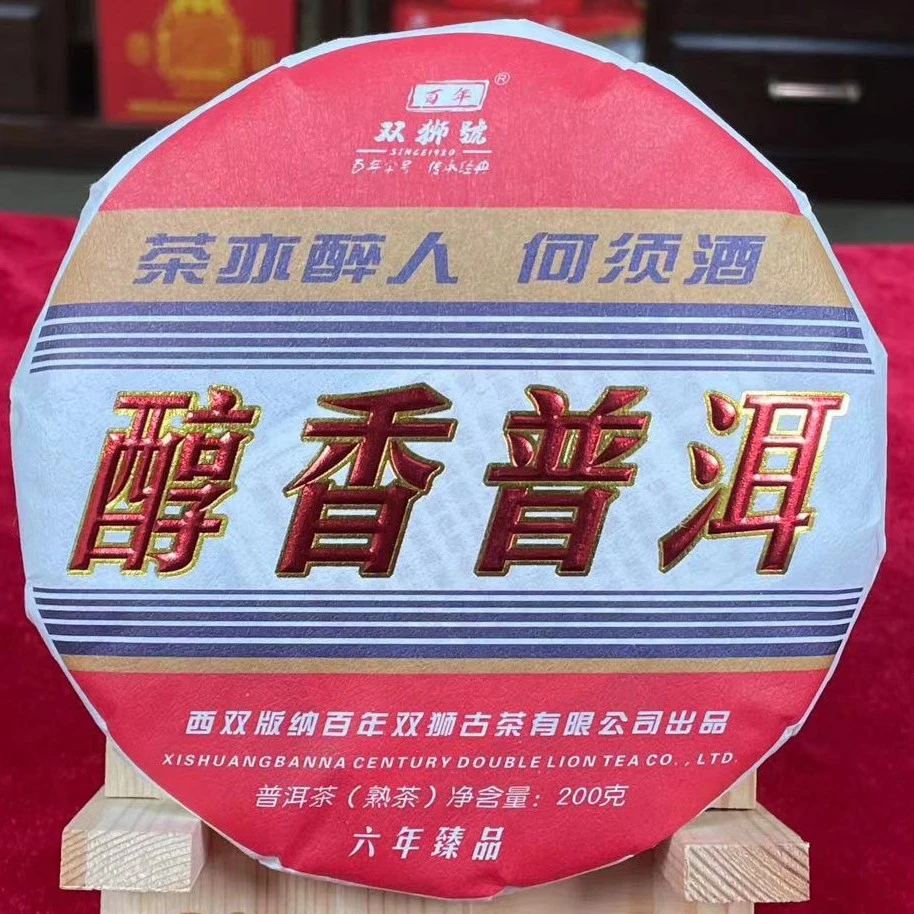 百年®
双狮號
SINCE1920
百年老号 传承经典
茶亦醉人 何须酒
醇香普洱
西双版纳百年双狮古茶有限公司出品
XISHUANGBANNA CENTURY DOUBLE LION TEA CO.,LTD.
普洱茶（熟茶）净含量：200克
六年臻品